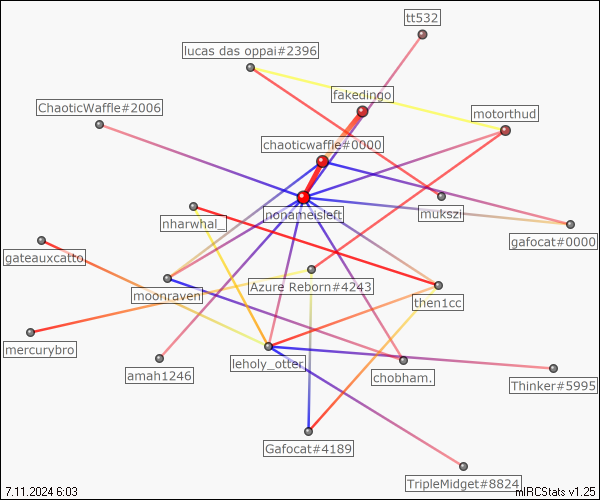 tt532
lucas das oppai#2396
fakedingo
ChaoticWaffle#2006
motorthud
chaoticwaffle#0000
nonameisleft
mukszil
nharwhal_
gafocat#0000
gateauxcatto
Azure Reborn#4243
moonraven
then1cc
mercurybro
leholy_otter
amah1246
chobham.
Thinker#5995
Gafocat#4189
TripleMidget#8824
7.11.2024 6:03
mIRCStats v1.25